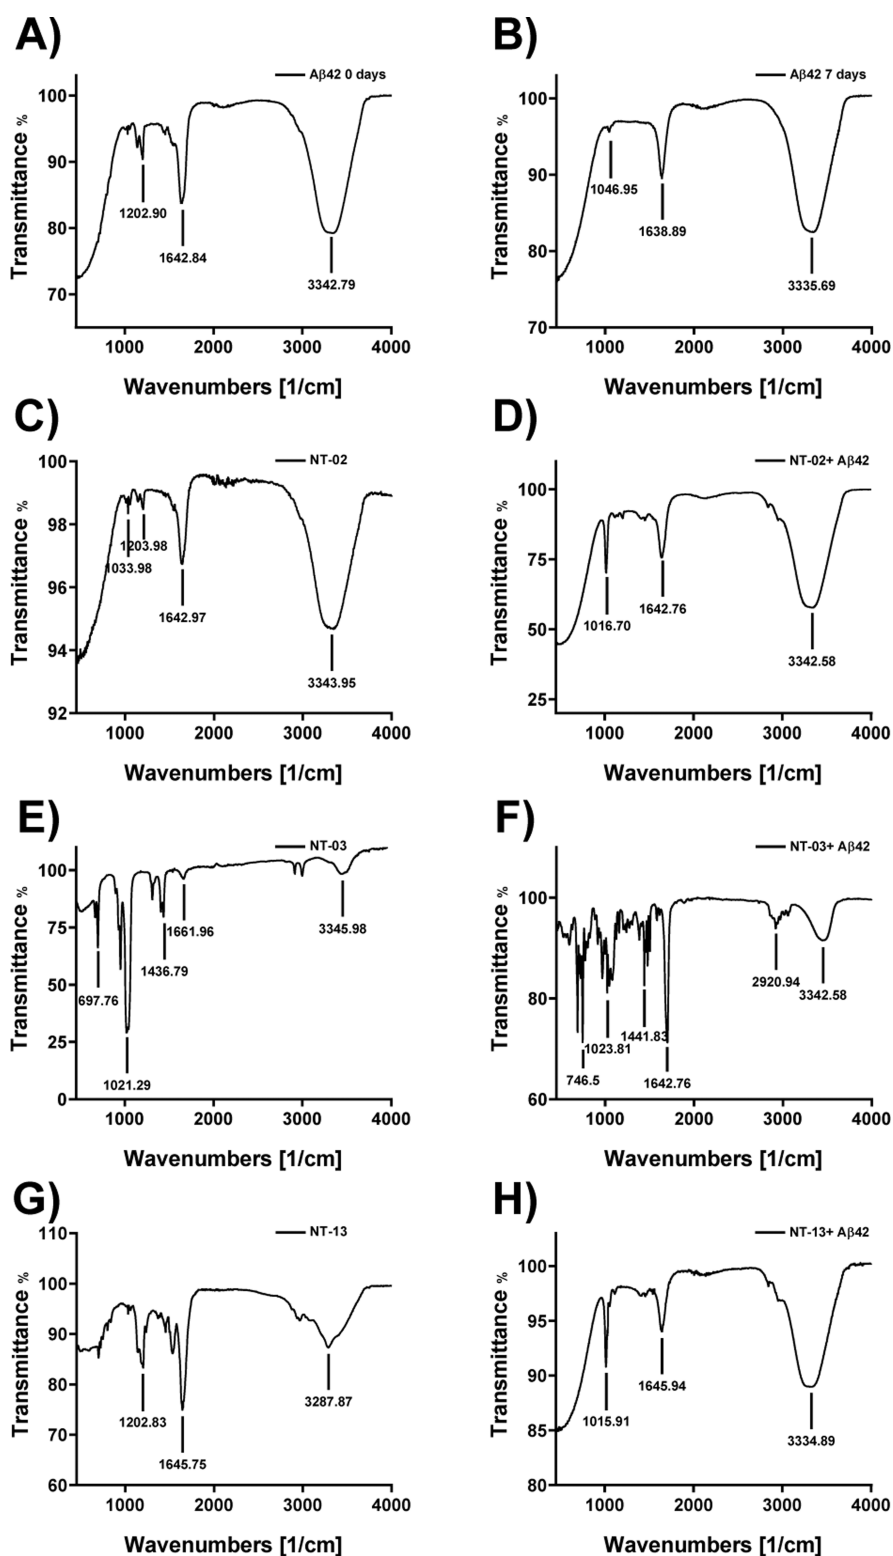 A)
Aβ42 0 days
Transmittance %
100
90
80
70
1202.90
1642.84
3342.79
1000 2000 3000 4000
Wavenumbers [1/cm]
B)
Aβ42 7 days
Transmittance %
100
90
80
70
1046.95
1638.89
3335.69
1000 2000 3000 4000
Wavenumbers [1/cm]
C)
NT-02
Transmittance %
100
98
96
94
92
1203.98
1033.98
1642.97
3343.95
1000 2000 3000 4000
Wavenumbers [1/cm]
D)
NT-02+ Aβ42
Transmittance %
100
75
50
25
1016.70
1642.76
3342.58
1000 2000 3000 4000
Wavenumbers [1/cm]
E)
NT-03
Transmittance %
100
75
50
25
0
697.76
1021.29
1436.79
1661.96
3345.98
1000 2000 3000 4000
Wavenumbers [1/cm]
F)
NT-03+ Aβ42
Transmittance %
100
80
60
746.5
1023.81
1441.83
1642.76
2920.94
3342.58
1000 2000 3000 4000
Wavenumbers [1/cm]
G)
NT-13
Transmittance %
110
100
90
80
70
60
1202.83
1645.75
3287.87
1000 2000 3000 4000
Wavenumbers [1/cm]
H)
NT-13+ Aβ42
Transmittance %
100
95
90
85
80
1015.91
1645.94
3334.89
1000 2000 3000 4000
Wavenumbers [1/cm]